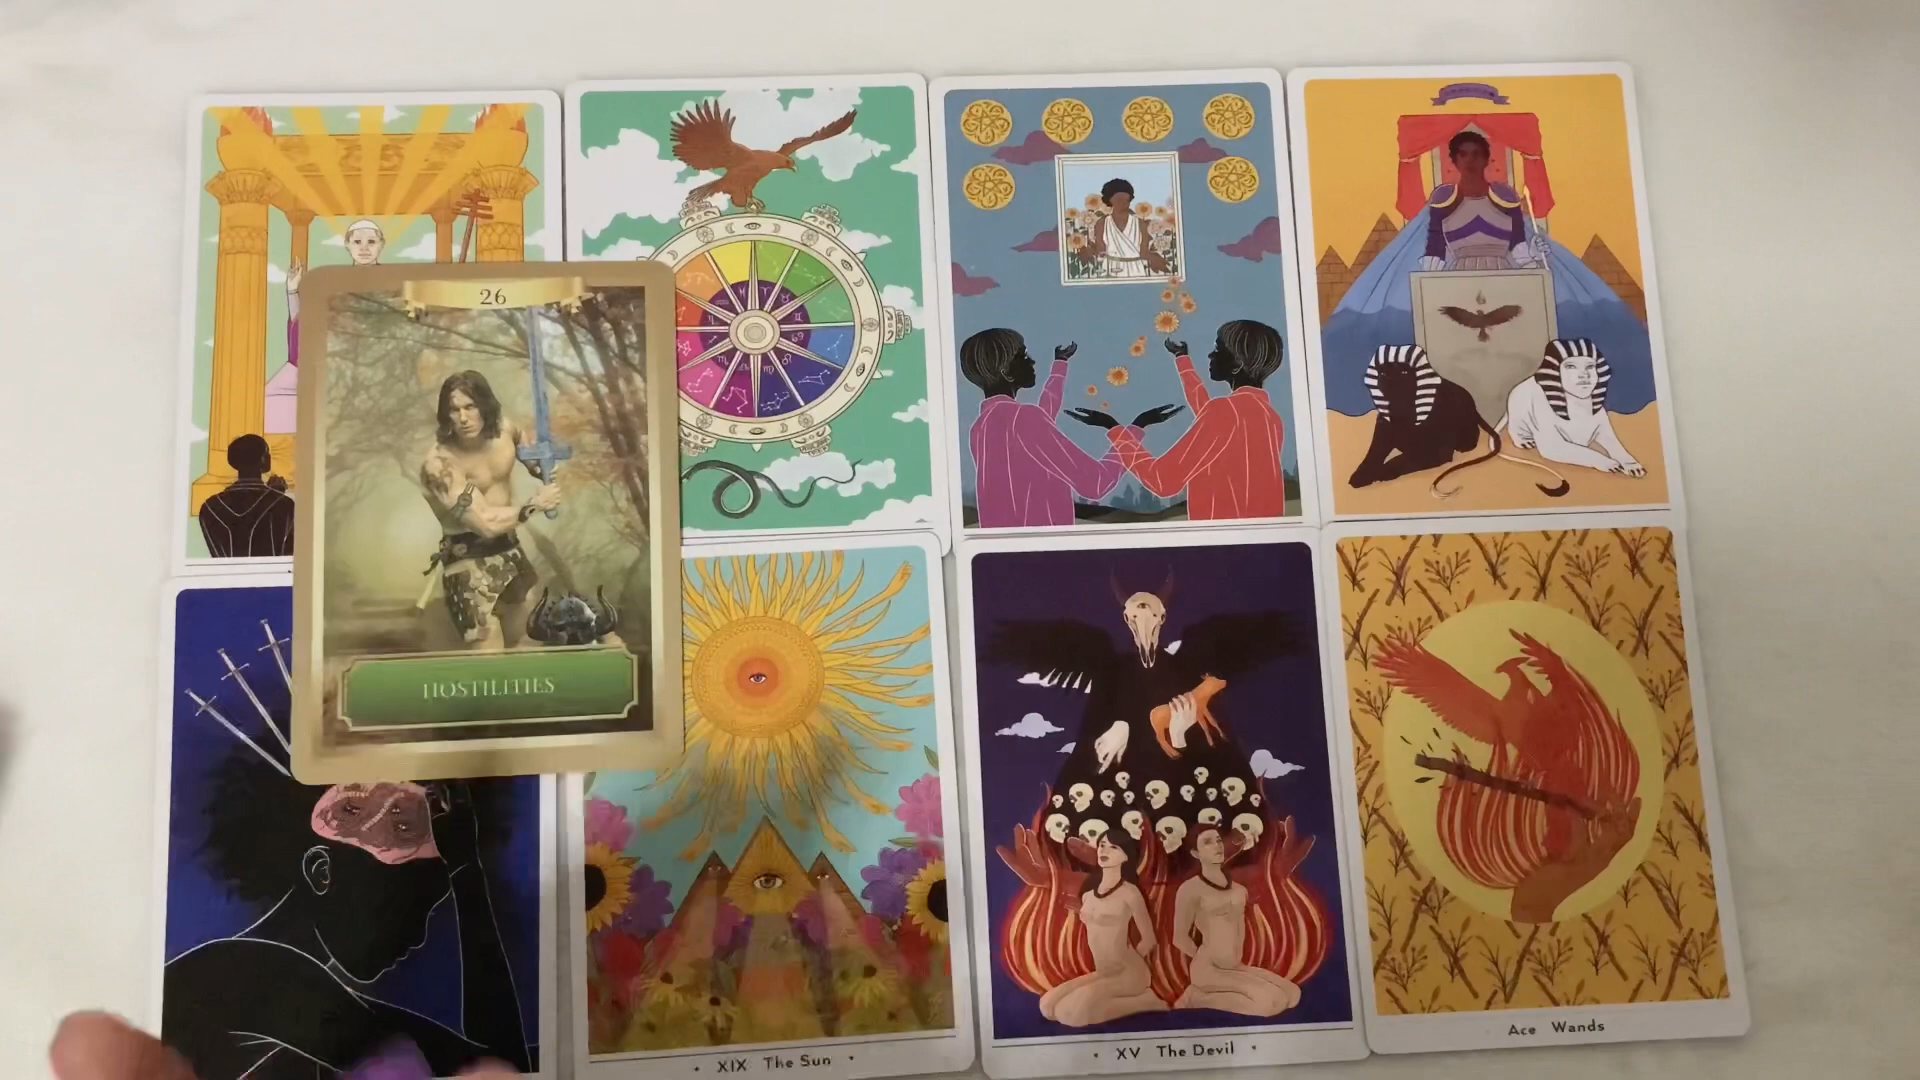 26
HOSTILITIES
XIX The Sun
XV The Devil
Ace Wands